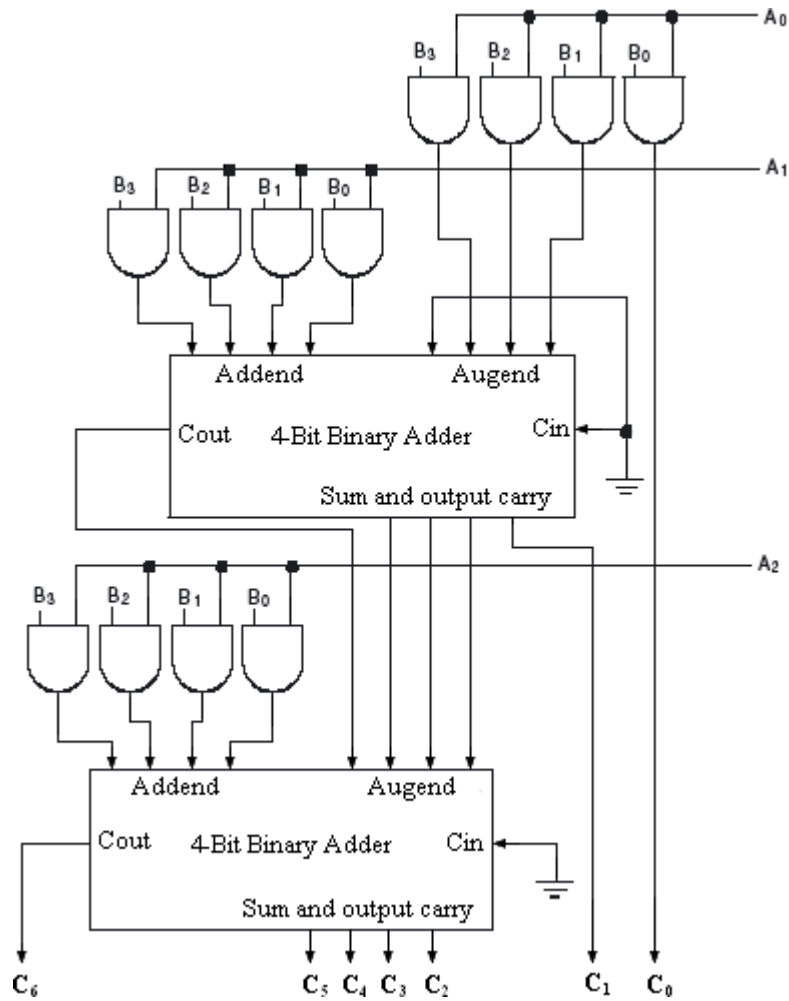 A0
B3 B2 B1 B0
A1
B3 B2 B1 B0
Addend Augend
Cout 4-Bit Binary Adder Cin
Sum and output carry
A2
B3 B2 B1 B0
Addend Augend
Cout 4-Bit Binary Adder Cin
Sum and output carry
C6 C5 C4 C3 C2 C1 C0